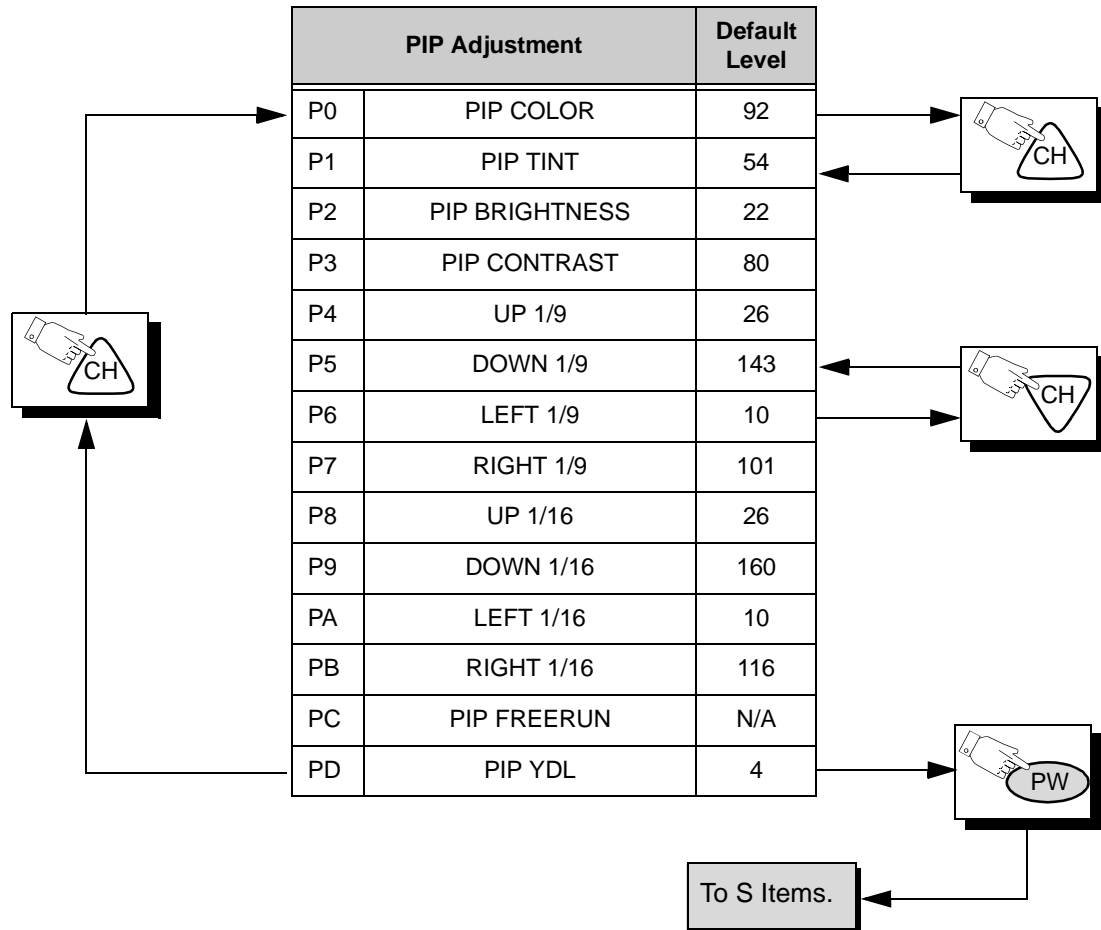 PIP Adjustment Default Level
P0 PIP COLOR 92
P1 PIP TINT 54
P2 PIP BRIGHTNESS 22
P3 PIP CONTRAST 80
P4 UP 1/9 26
P5 DOWN 1/9 143
P6 LEFT 1/9 10
P7 RIGHT 1/9 101
P8 UP 1/16 26
P9 DOWN 1/16 160
PA LEFT 1/16 10
PB RIGHT 1/16 116
PC PIP FREERUN N/A
PD PIP YDL 4
CH
CH
CH
PW
To S Items.